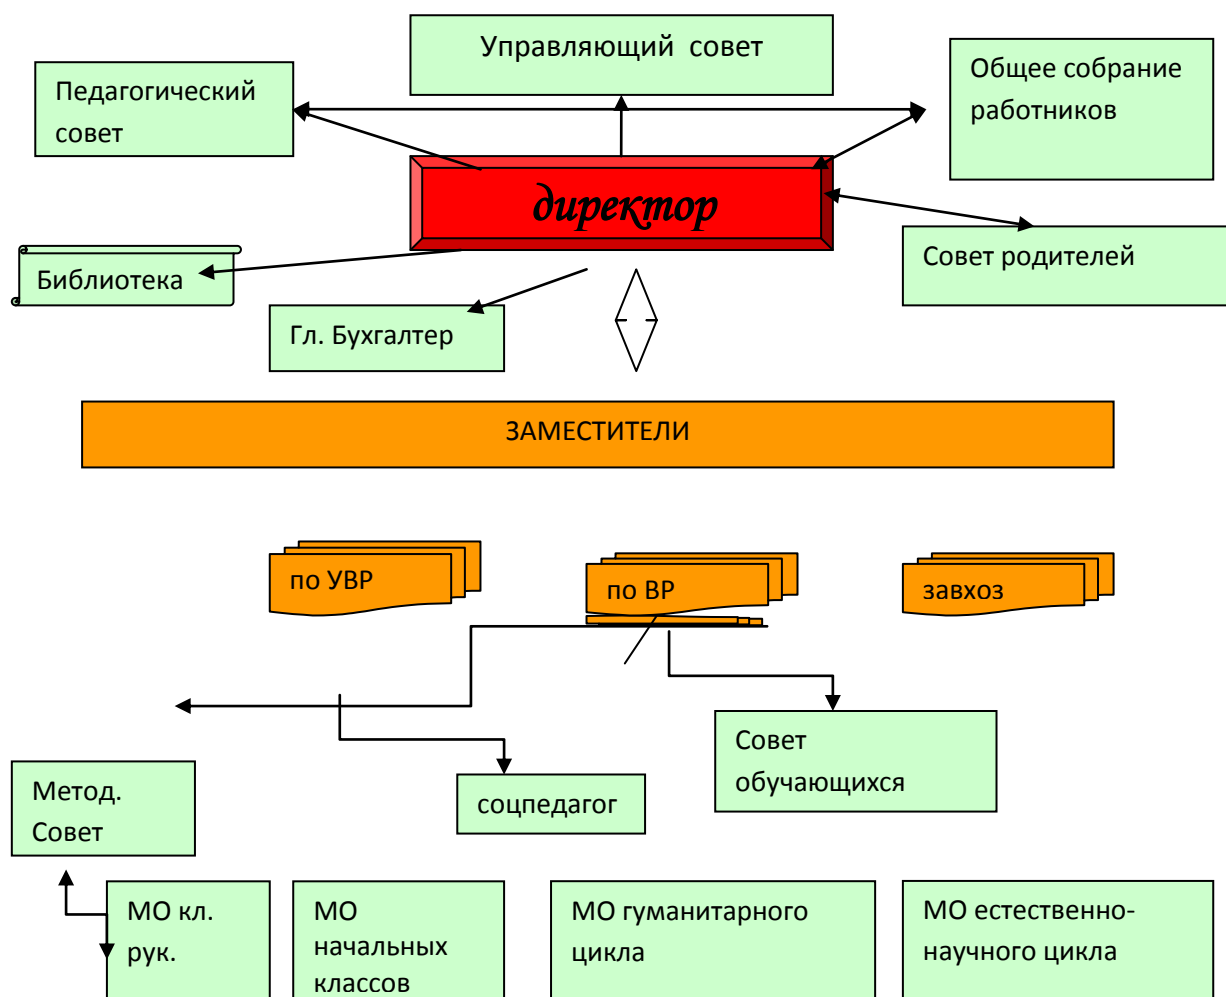 Управляющий совет
Педагогический
совет
Общее собрание
работников
директор
Совет родителей
Библиотека
Гл. Бухгалтер
ЗАМЕСТИТЕЛИ
по УВР
по ВР
завхоз
Совет
обучающихся
соцпедагог
Метод.
Совет
МО кл.
рук.
МО
начальных
классов
МО гуманитарного
цикла
МО естественно-
научного цикла